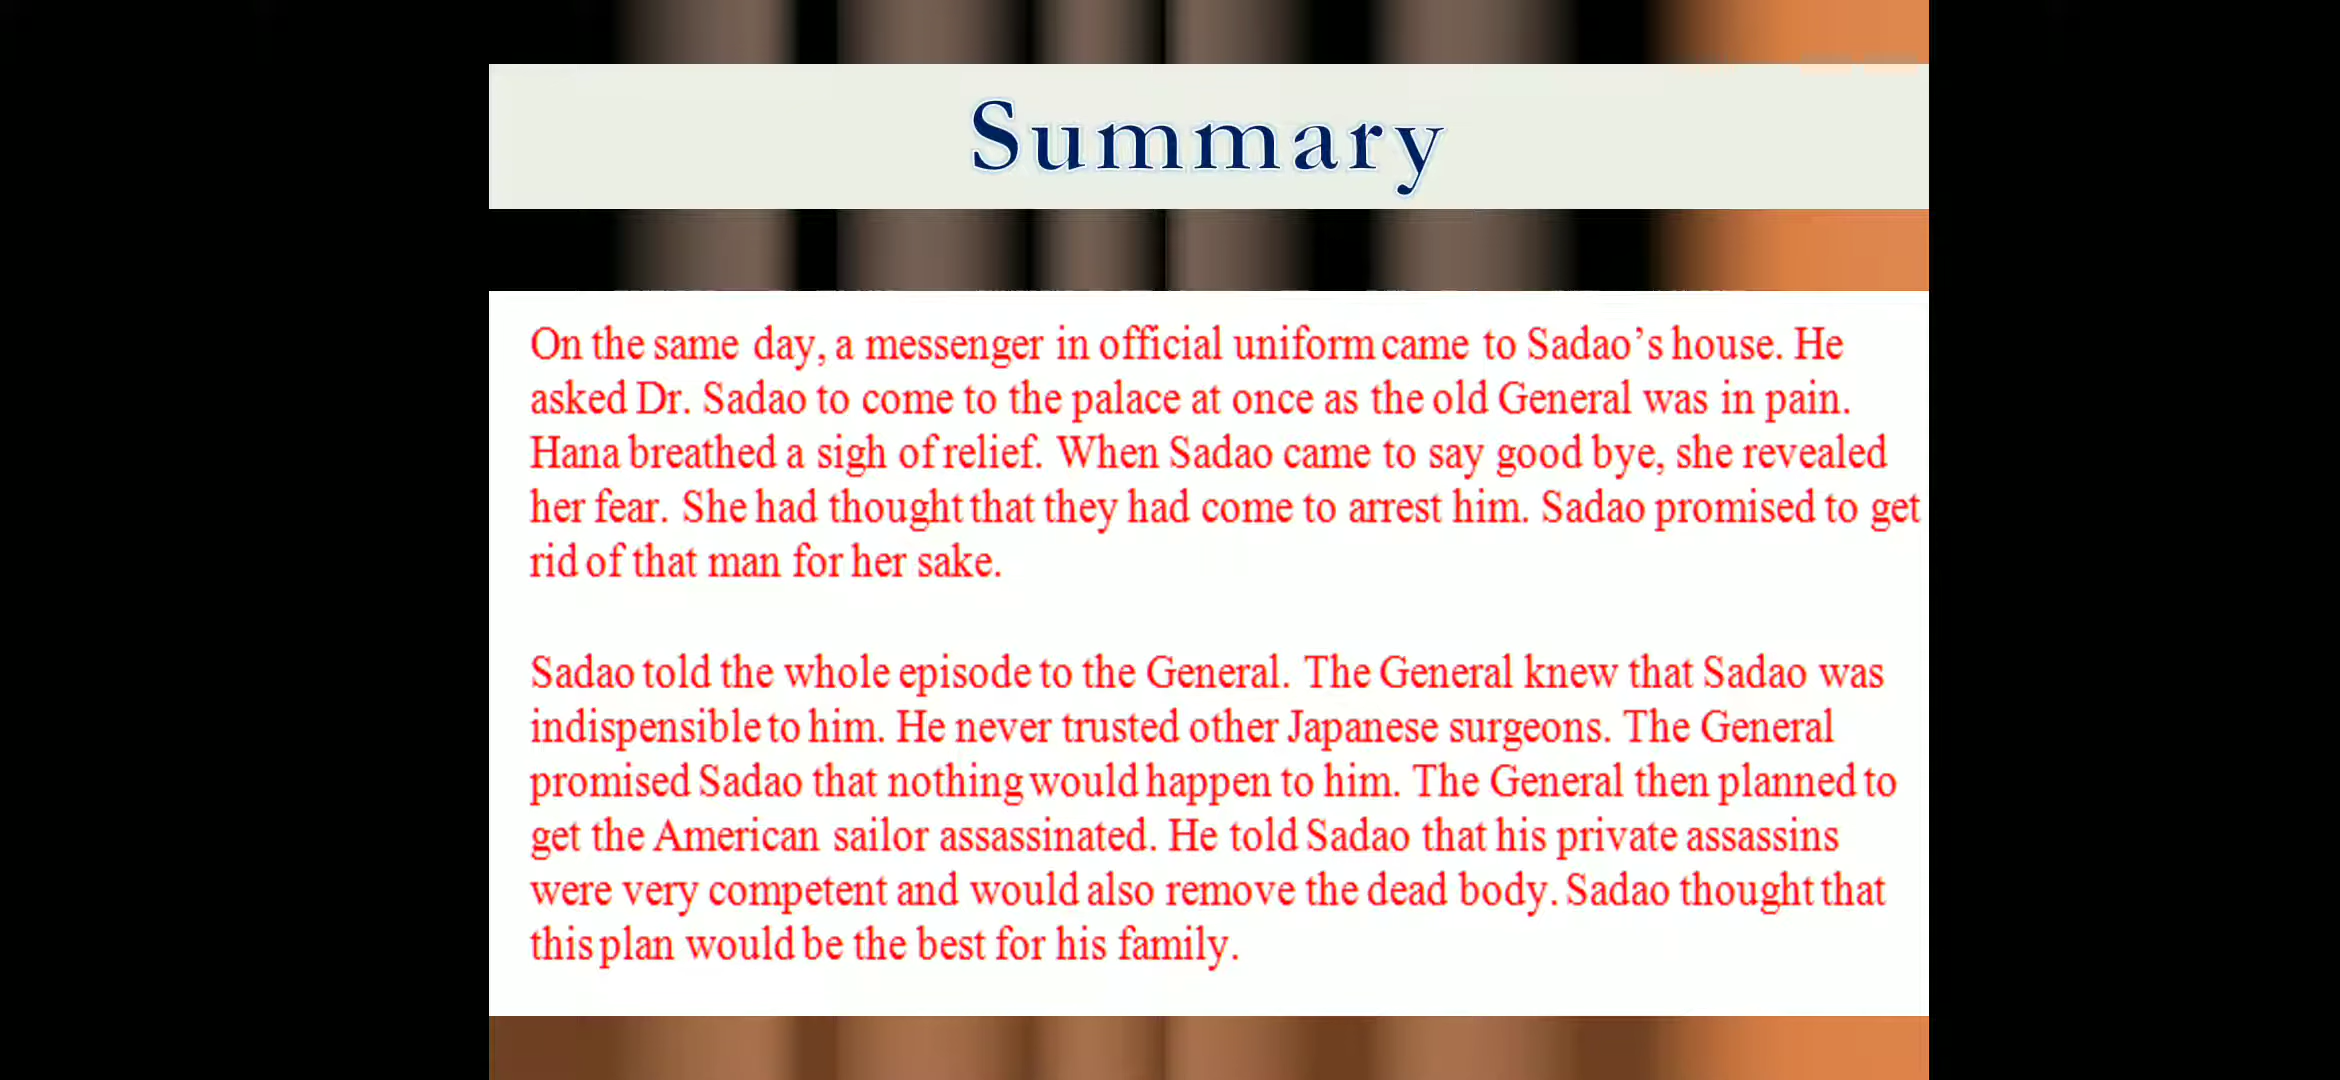 Summary
On the same day, a messenger in official uniform came to Sadao’s house. He
asked Dr. Sadao to come to the palace at once as the old General was in pain.
Hana breathed a sigh of relief. When Sadao came to say good bye, she revealed
her fear. She had thought that they had come to arrest him. Sadao promised to get
rid of that man for her sake.
Sadao told the whole episode to the General. The General knew that Sadao was
indispensible to him. He never trusted other Japanese surgeons. The General
promised Sadao that nothing would happen to him. The General then planned to
get the American sailor assassinated. He told Sadao that his private assassins
were very competent and would also remove the dead body. Sadao thought that
this plan would be the best for his family.